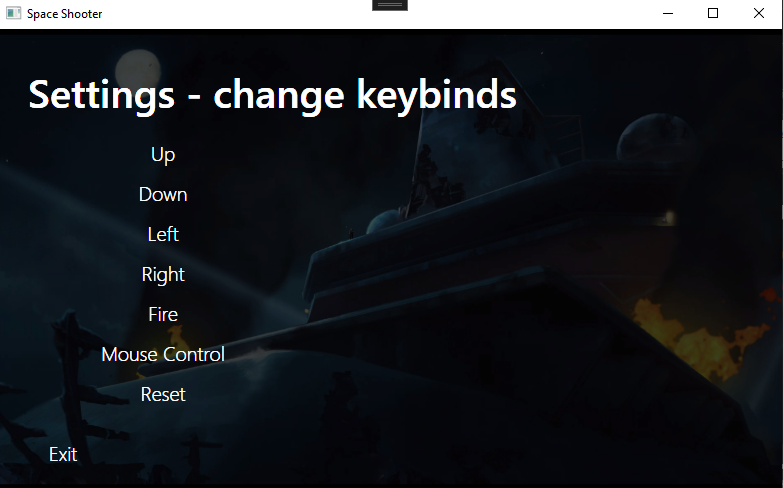 Space Shooter
Settings - change keybinds
Up
Down
Left
Right
Fire
Mouse Control
Reset
Exit